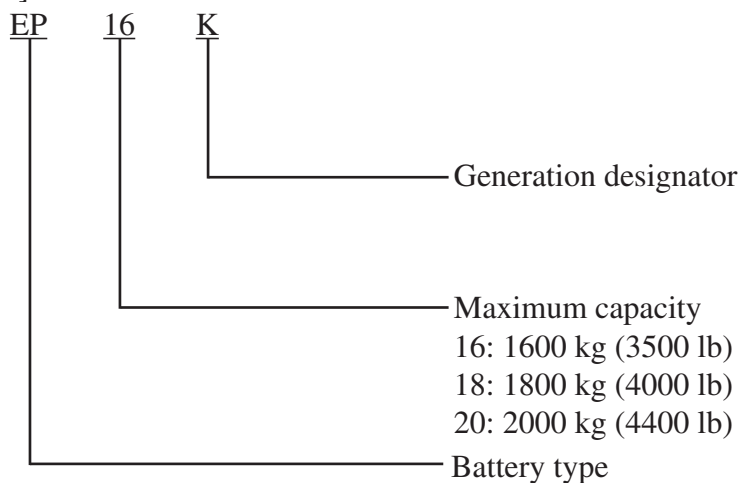 ]
EP 16 K
Generation designator
Maximum capacity
16: 1600 kg (3500 lb)
18: 1800 kg (4000 lb)
20: 2000 kg (4400 lb)
Battery type